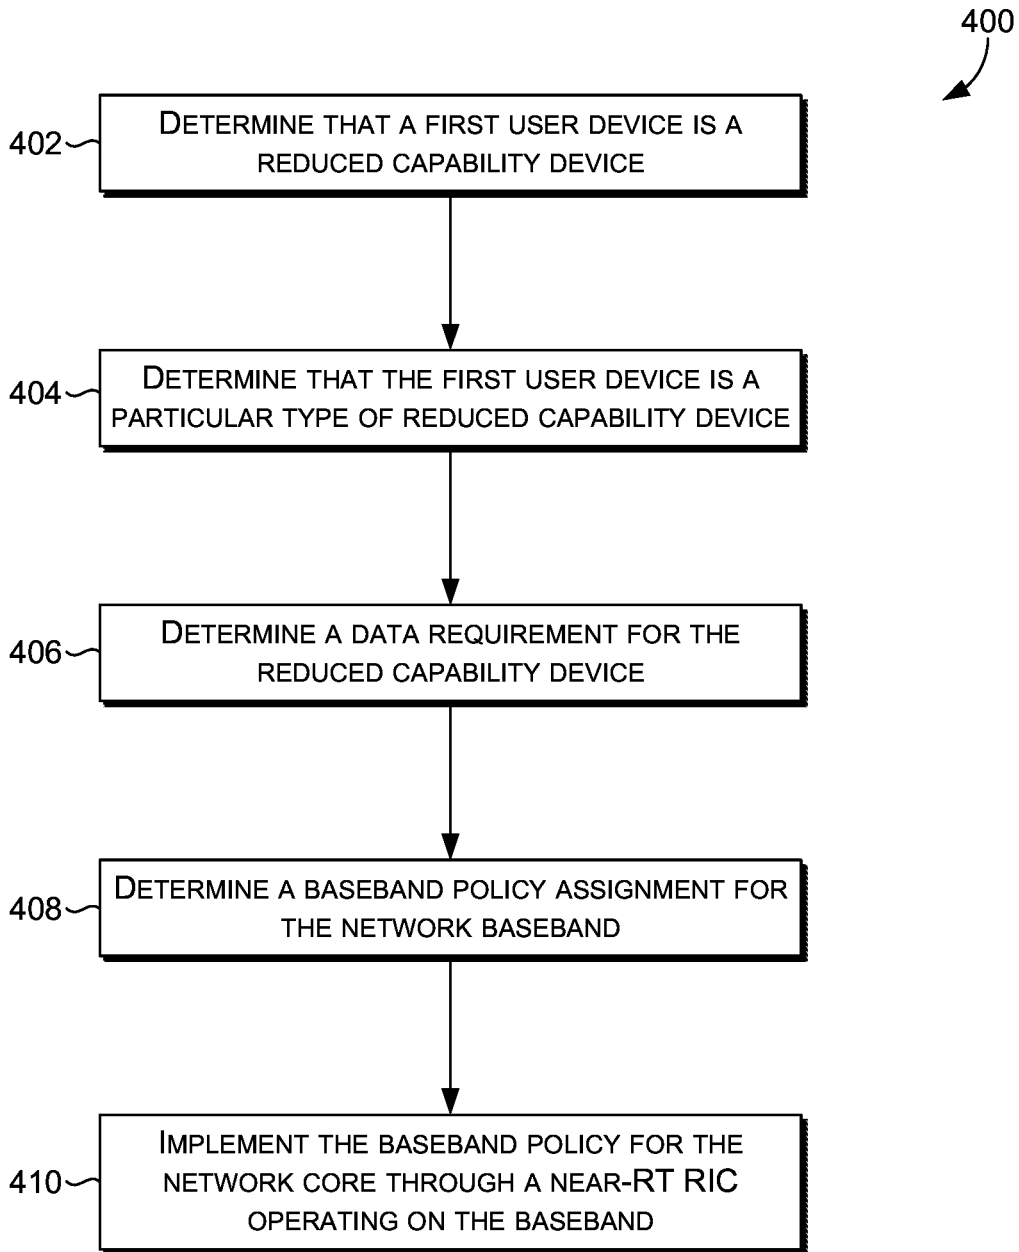 400
402
DETERMINE THAT A FIRST USER DEVICE IS A
REDUCED CAPABILITY DEVICE
404
DETERMINE THAT THE FIRST USER DEVICE IS A
PARTICULAR TYPE OF REDUCED CAPABILITY DEVICE
406
DETERMINE A DATA REQUIREMENT FOR THE
REDUCED CAPABILITY DEVICE
408
DETERMINE A BASEBAND POLICY ASSIGNMENT FOR
THE NETWORK BASEBAND
410
IMPLEMENT THE BASEBAND POLICY FOR THE
NETWORK CORE THROUGH A NEAR-RT RIC
OPERATING ON THE BASEBAND